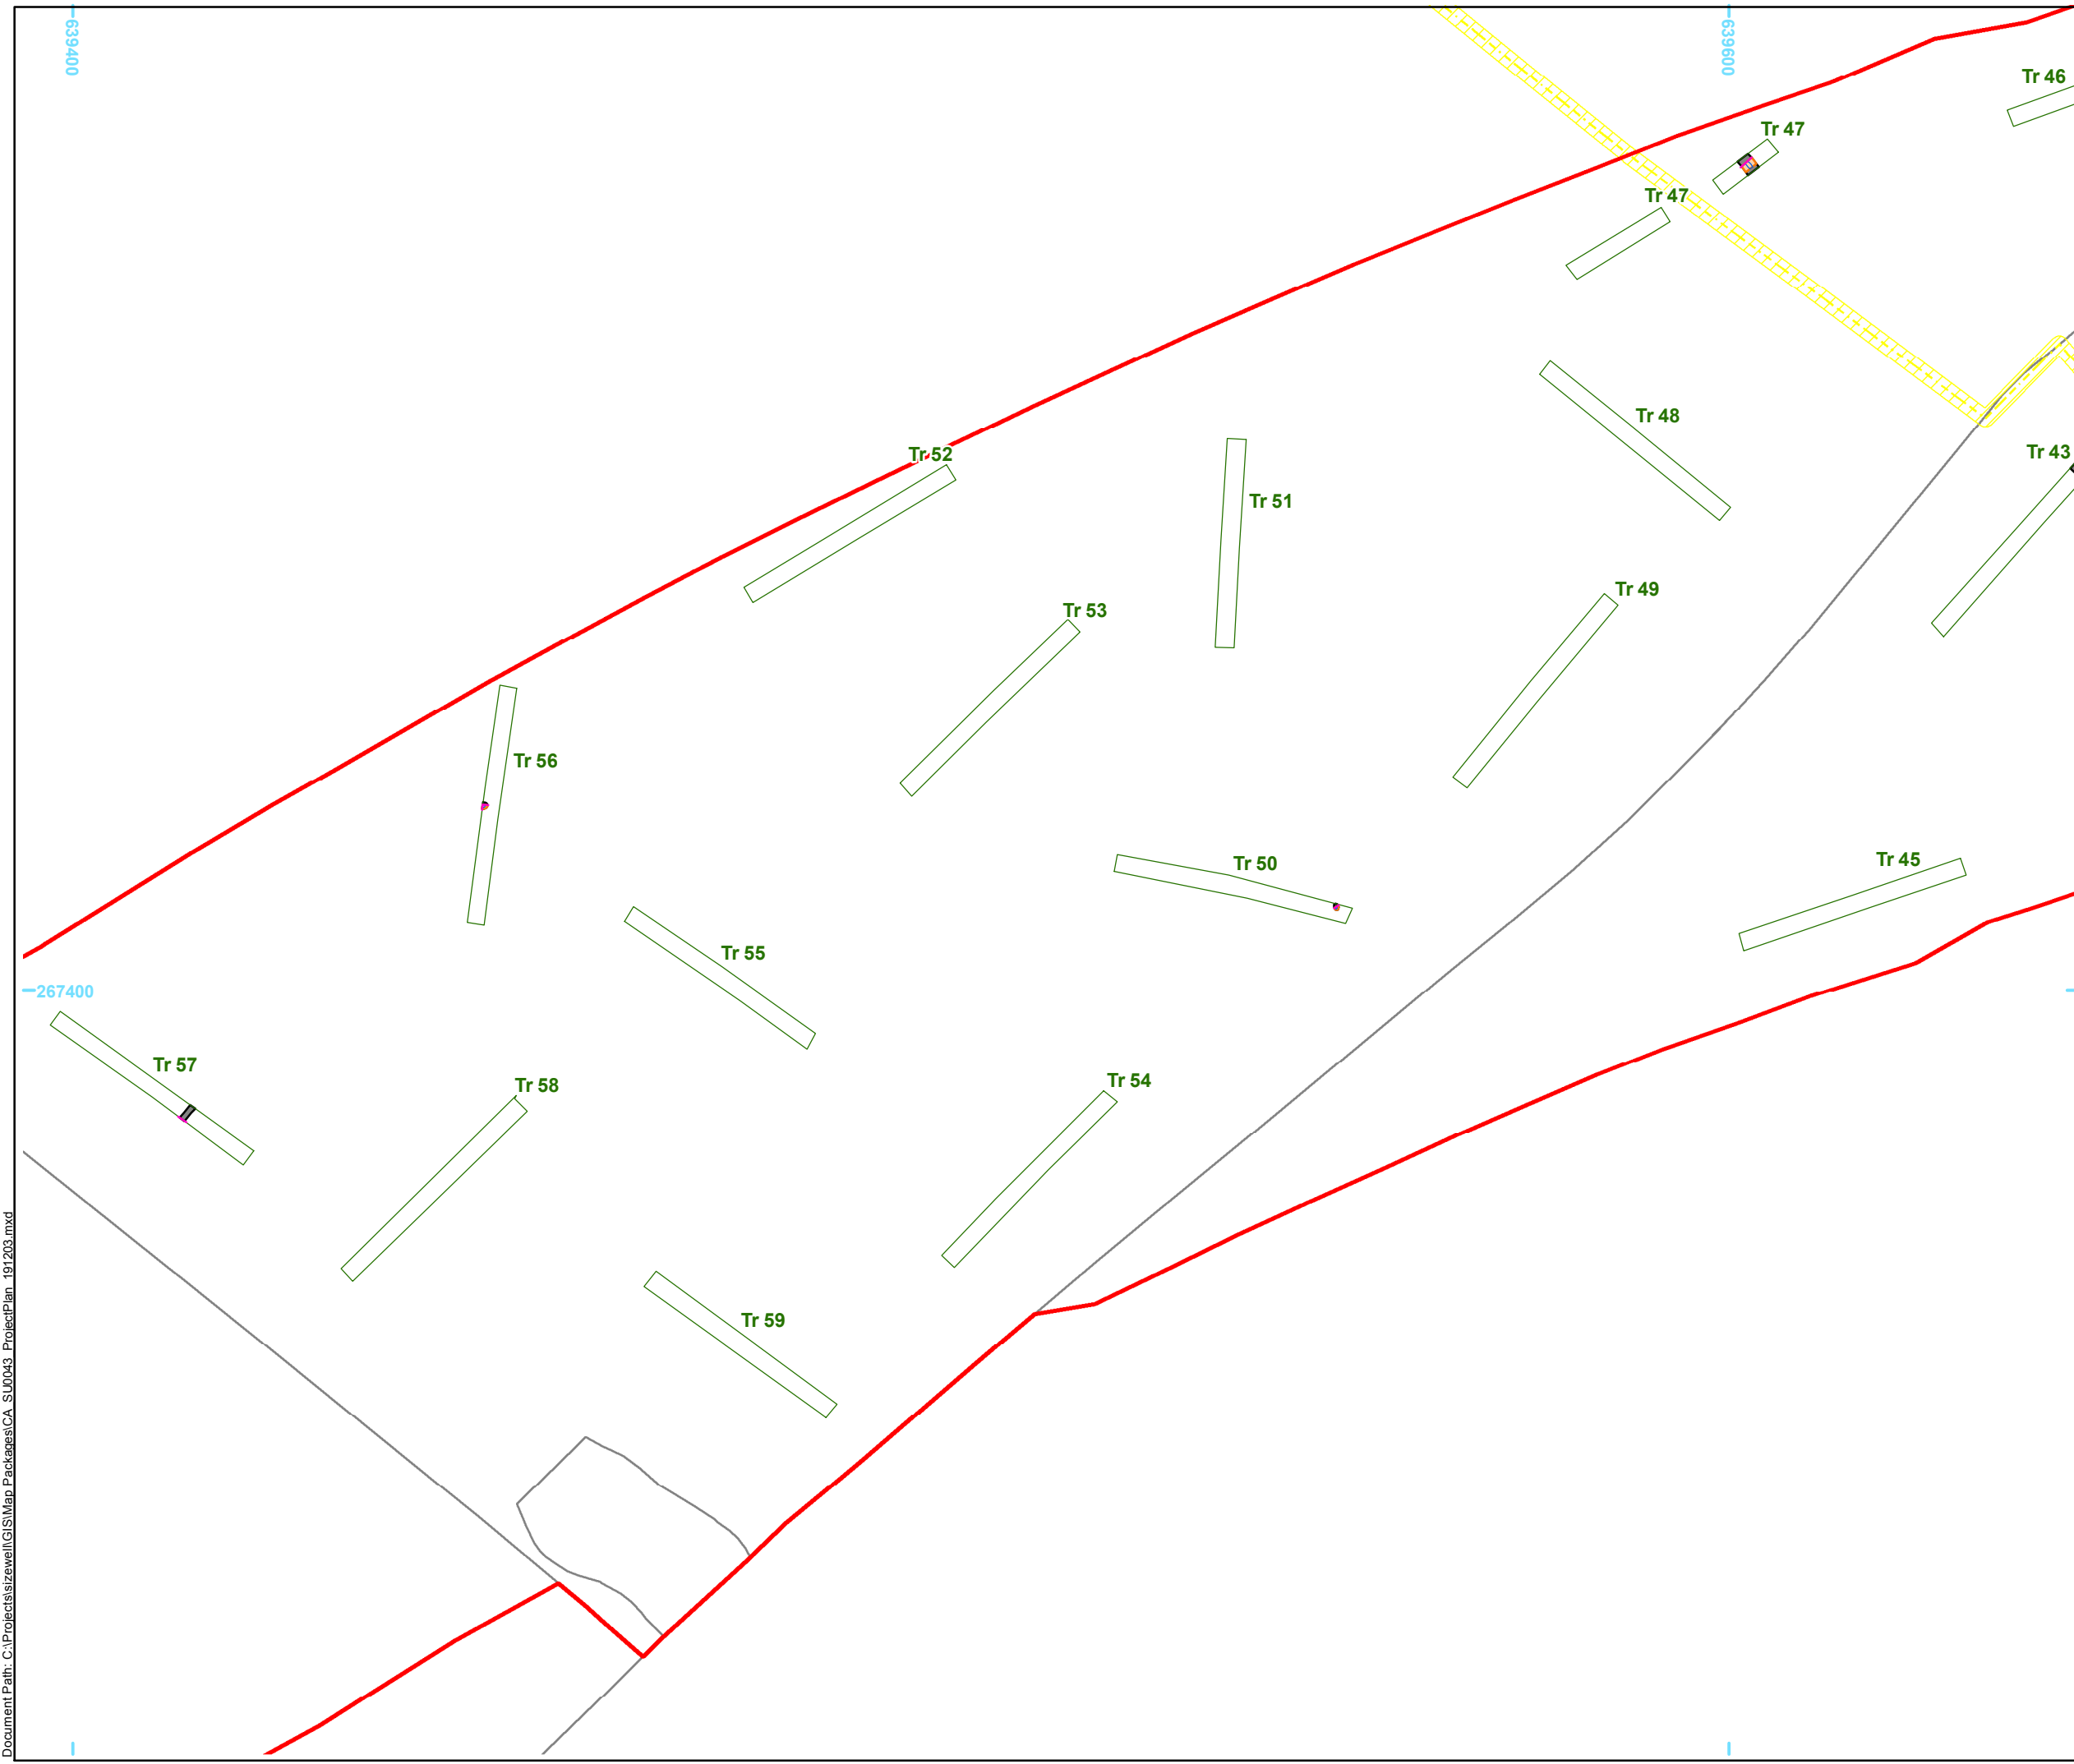 639400
639600
Tr 46
Tr 47
Tr 47
Tr 48
Tr 43
Tr 52
Tr 51
Tr 49
Tr 53
Tr 56
Tr 50
Tr 45
Tr 55
267400
Tr 57
Tr 58
Tr 54
Tr 59
Document Path: C:\Projects\sizewell\GIS\Map Packages\CA_SU0043_ProjectPlan_191203.mxd